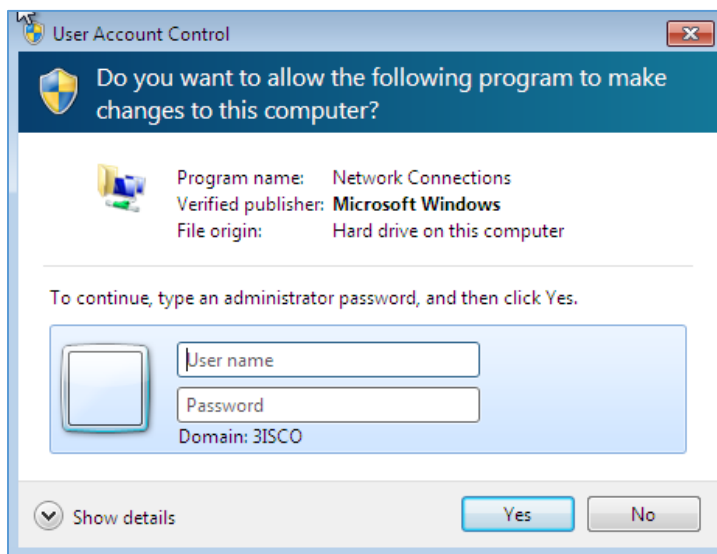 User Account Control
Do you want to allow the following program to make
changes to this computer?
Program name: Network Connections
Verified publisher: Microsoft Windows
File origin: Hard drive on this computer
To continue, type an administrator password, and then click Yes.
User name
Password
Domain: 3ISCO
Show details
Yes
No